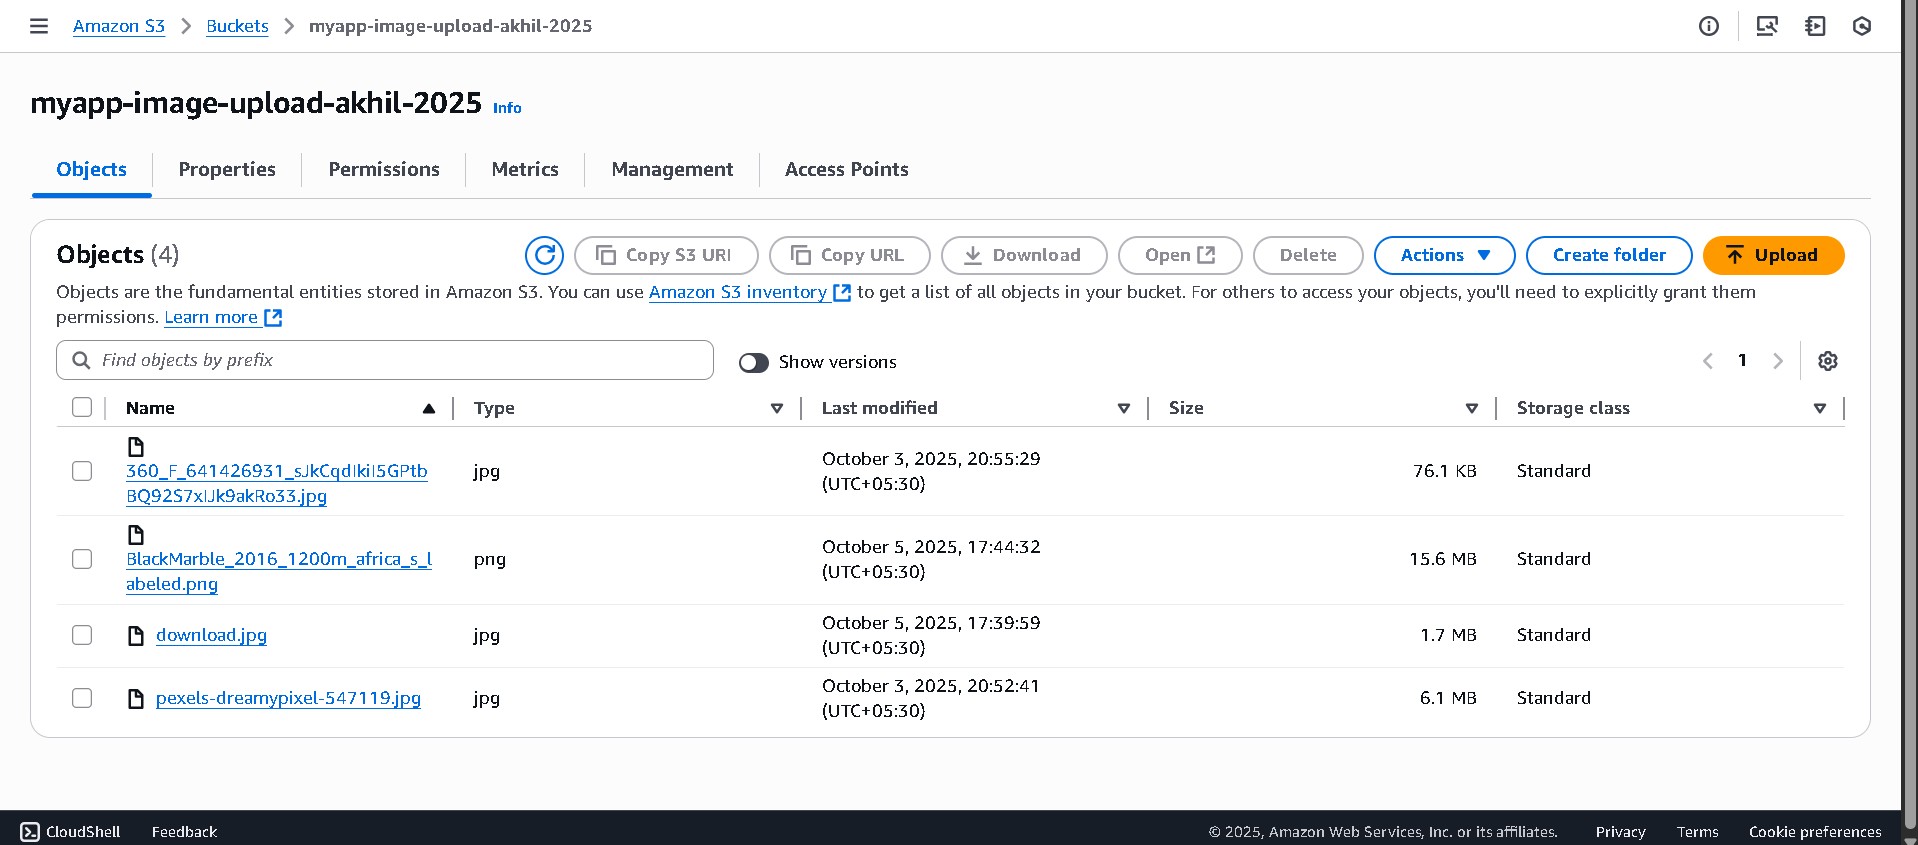 Amazon S3 Buckets myapp-image-upload-akhil-2025
myapp-image-upload-akhil-2025 Info
Objects Properties Permissions Metrics Management Access Points
Objects (4) Copy S3 URI Copy URL Download Open Delete Actions Create folder Upload
Objects are the fundamental entities stored in Amazon S3. You can use Amazon S3 inventory to get a list of all objects in your bucket. For others to access your objects, you'll need to explicitly grant them
permissions. Learn more
Find objects by prefix Show versions 1
Name Type Last modified Size Storage class
360_F_641426931_sJkCqdIkiI5GPtb
BQ92S7xIJk9akRo33.jpg
jpg
October 3, 2025, 20:55:29
(UTC+05:30)
76.1 KB
Standard
BlackMarble_2016_1200m_africa_s_l
abeled.png
png
October 5, 2025, 17:44:32
(UTC+05:30)
15.6 MB
Standard
download.jpg
jpg
October 5, 2025, 17:39:59
(UTC+05:30)
1.7 MB
Standard
pexels-dreamypixel-547119.jpg
jpg
October 3, 2025, 20:52:41
(UTC+05:30)
6.1 MB
Standard
CloudShell Feedback © 2025, Amazon Web Services, Inc. or its affiliates. Privacy Terms Cookie preferences